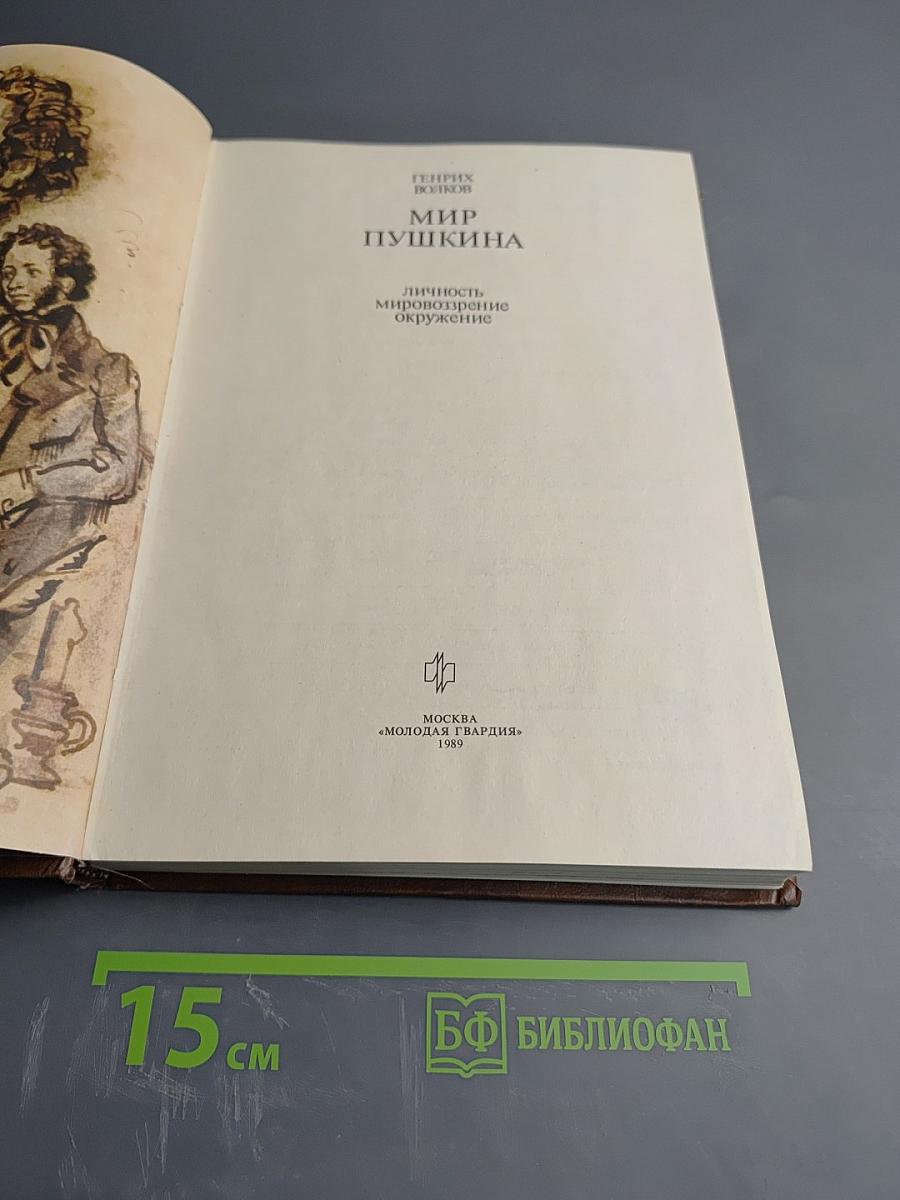 ГЕНРИХ
ВОЛКОВ
МИР
ПУШКИНА
ЛИЧНОСТЬ
МИРОВОЗЗРЕНИЕ
ОКРУЖЕНИЕ
МОСКВА
«МОЛОДАЯ ГВАРДИЯ»
1989
15 см
БФ БИБЛИОФАН